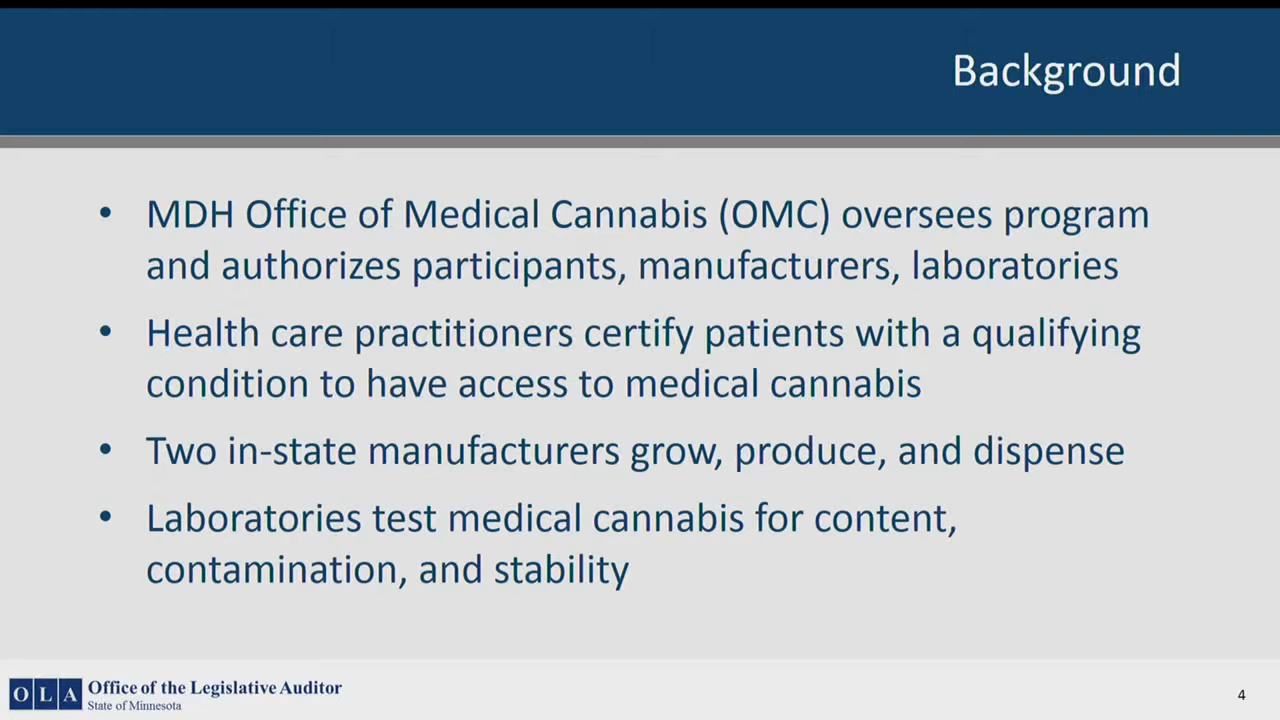 Background
• MDH Office of Medical Cannabis (OMC) oversees program
and authorizes participants, manufacturers, laboratories
• Health care practitioners certify patients with a qualifying
condition to have access to medical cannabis
• Two in-state manufacturers grow, produce, and dispense
• Laboratories test medical cannabis for content,
contamination, and stability
OLA Office of the Legislative Auditor
State of Minnesota
4